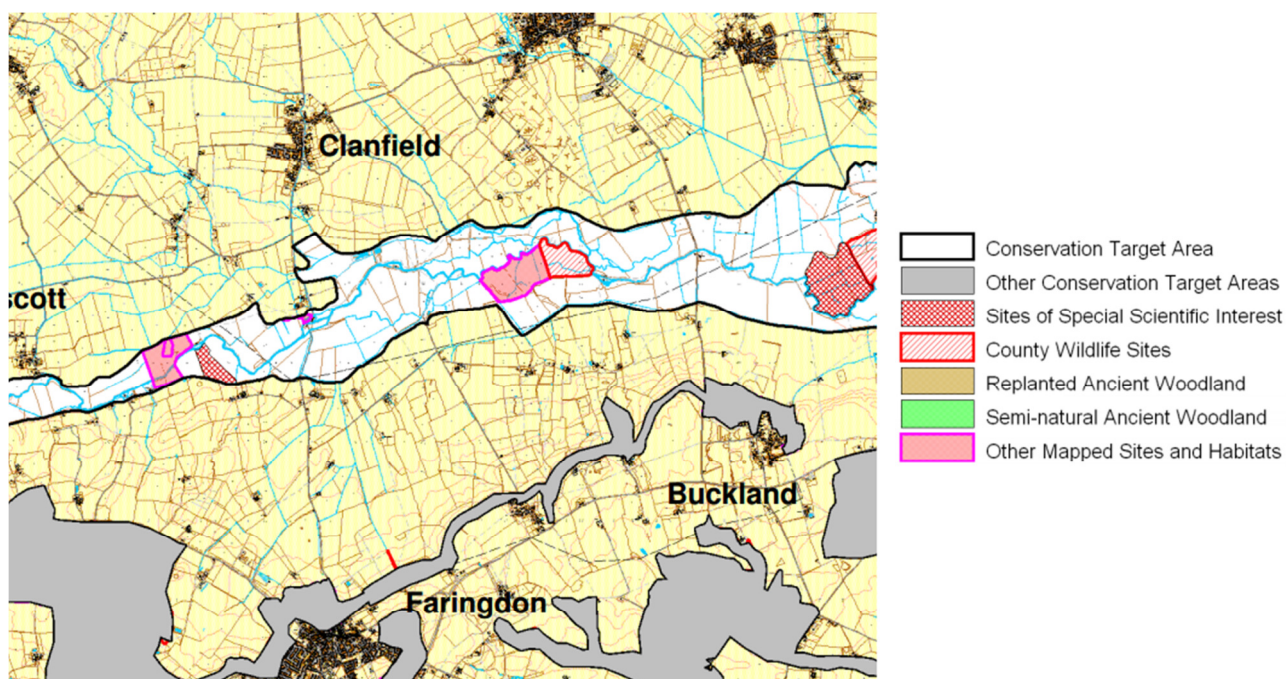 Clanfield
scott
Buckland
Faringdon
Conservation Target Area
Other Conservation Target Areas
Sites of Special Scientific Interest
County Wildlife Sites
Replanted Ancient Woodland
Semi-natural Ancient Woodland
Other Mapped Sites and Habitats